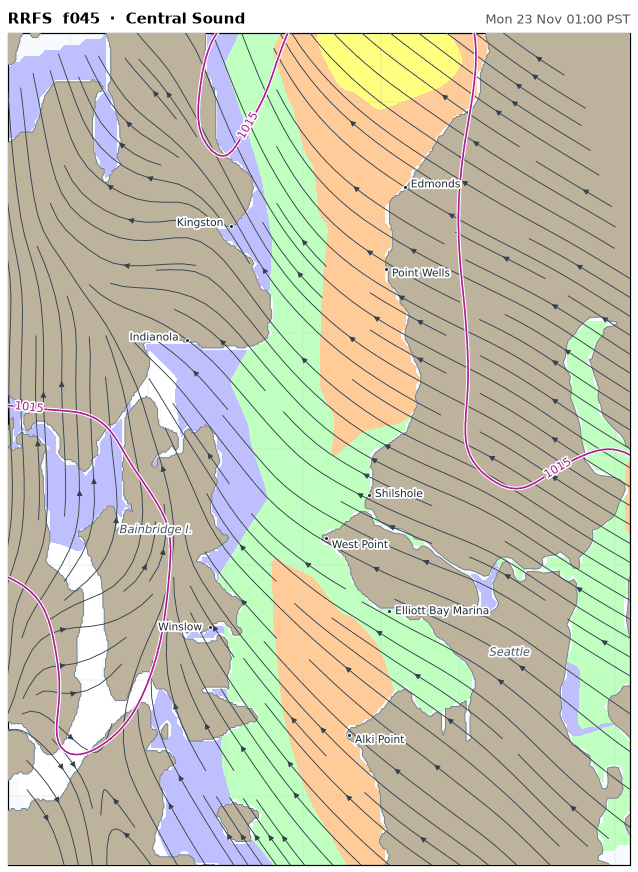 RRFS f045 · Central Sound
Mon 23 Nov 01:00 PST
1015
Edmonds
Kingston
Point Wells
Indianola
1015
1015
Shilshole
Bainbridge I.
West Point
Elliott Bay Marina
Winslow
Seattle
Alki Point